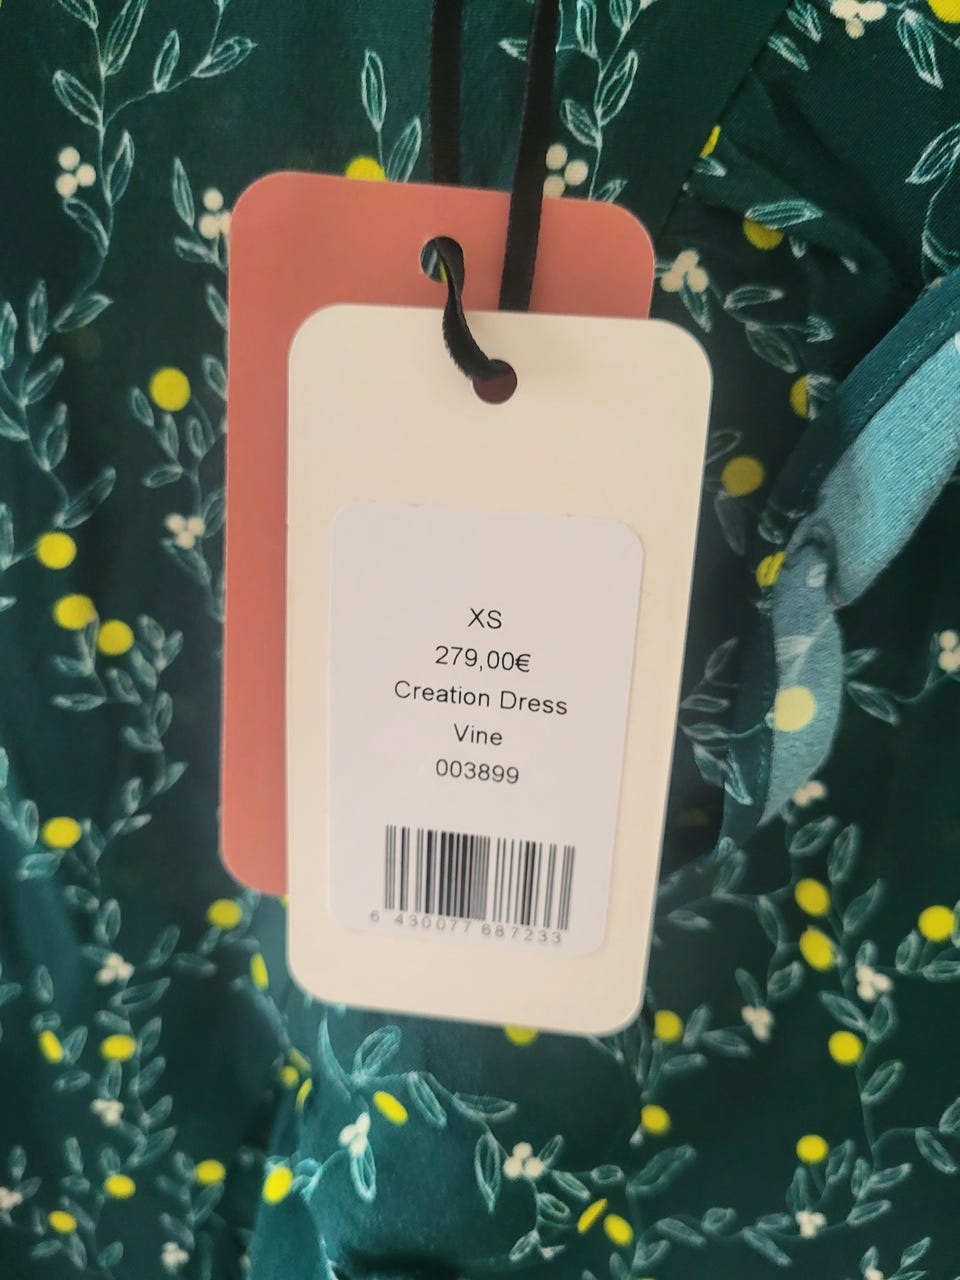 XS
279,00€
Creation Dress
Vine
003899
6 430077 687233